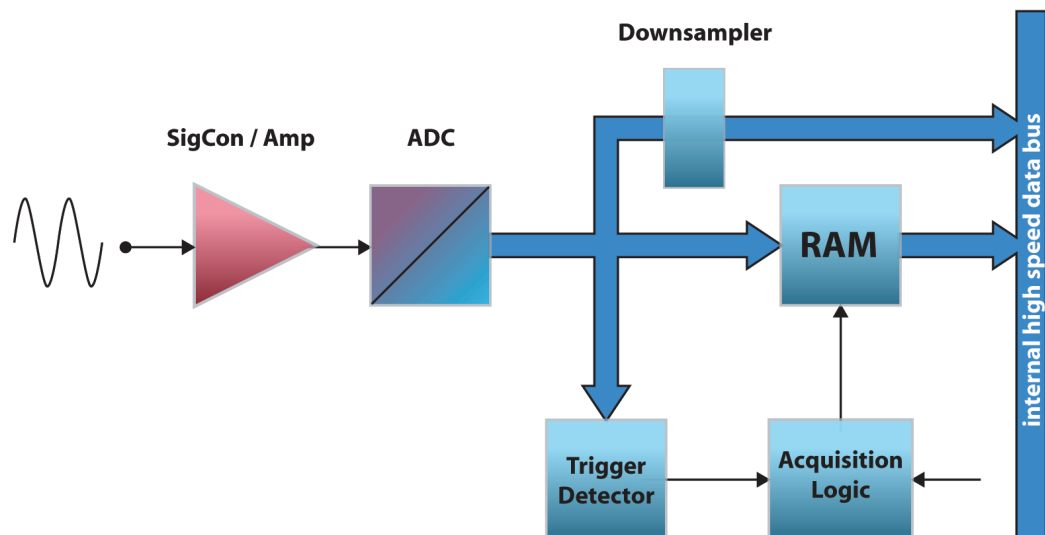 Downsampler
SigCon / Amp
ADC
RAM
internal high speed data bus
Trigger
Detector
Acquisition
Logic